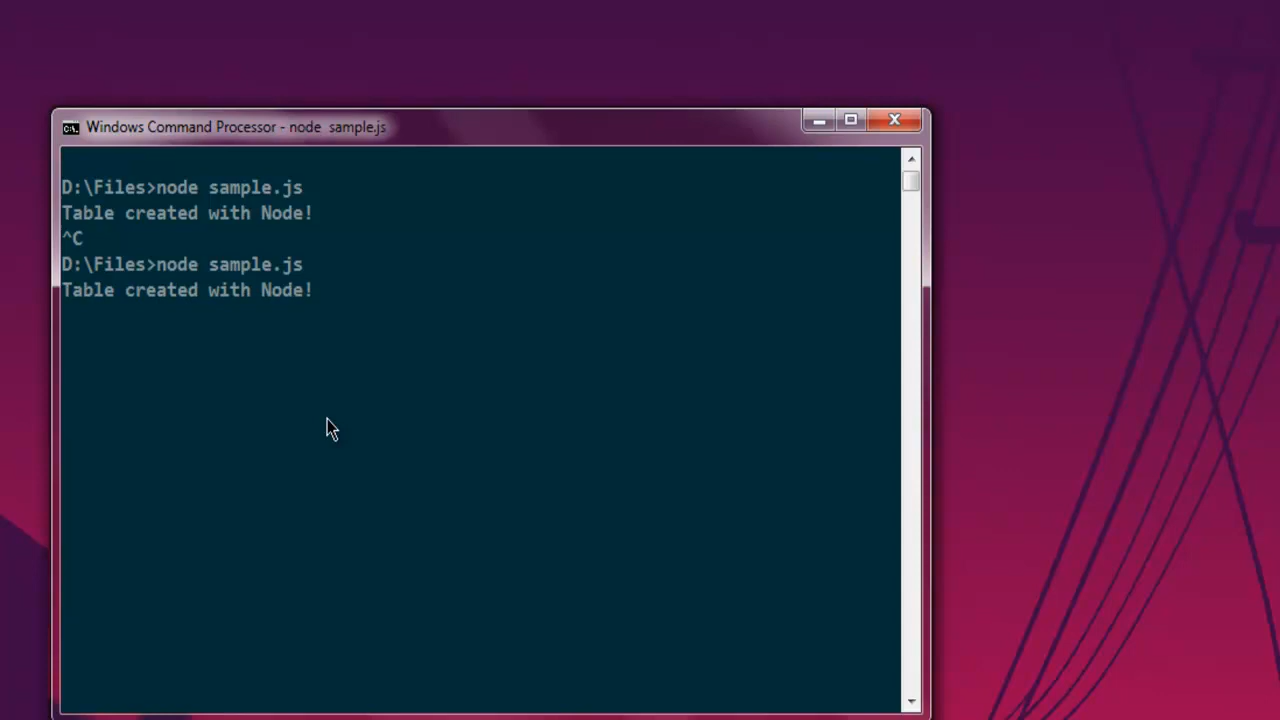 Windows Command Processor - node  sample.js
D:\Files>node sample.js
Table created with Node!
^C
D:\Files>node sample.js
Table created with Node!